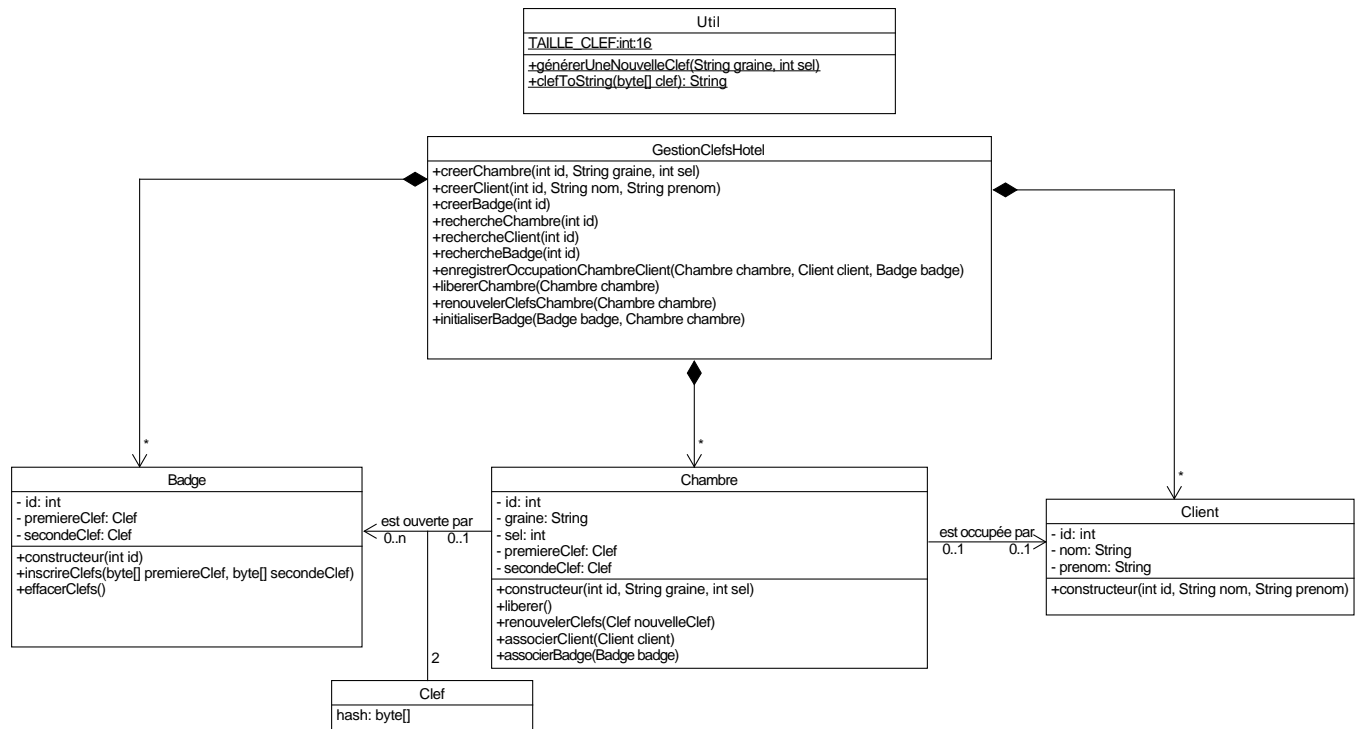 Util
TAILLE_CLEF:int:16
+générerUneNouvelleClef(String graine, int sel)
+clefToString(byte[] clef): String
GestionClefsHotel
+creerChambre(int id, String graine, int sel)
+creerClient(int id, String nom, String prenom)
+creerBadge(int id)
+rechercheChambre(int id)
+rechercheClient(int id)
+rechercheBadge(int id)
+enregistrerOccupationChambreClient(Chambre chambre, Client client, Badge badge)
+libererChambre(Chambre chambre)
+renouvelerClefsChambre(Chambre chambre)
+initialiserBadge(Badge badge, Chambre chambre)
*
*
*
Badge
- id: int
- premiereClef: Clef
- secondeClef: Clef
+constructeur(int id)
+inscrireClefs(byte[] premiereClef, byte[] secondeClef)
+effacerClefs()
est ouverte par
0..n
0..1
2
Chambre
- id: int
- graine: String
- sel: int
- premiereClef: Clef
- secondeClef: Clef
+constructeur(int id, String graine, int sel)
+liberer()
+renouvelerClefs(Clef nouvelleClef)
+associerClient(Client client)
+associerBadge(Badge badge)
est occupée par
0..1
0..1
Client
- id: int
- nom: String
- prenom: String
+constructeur(int id, String nom, String prenom)
Clef
hash: byte[]